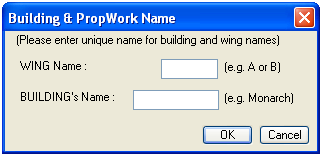 Building & PropWork Name
(Please enter unique name for building and wing names)
WING Name : (e.g. A or B)
BUILDING's Name : (e.g. Monarch)
OK Cancel